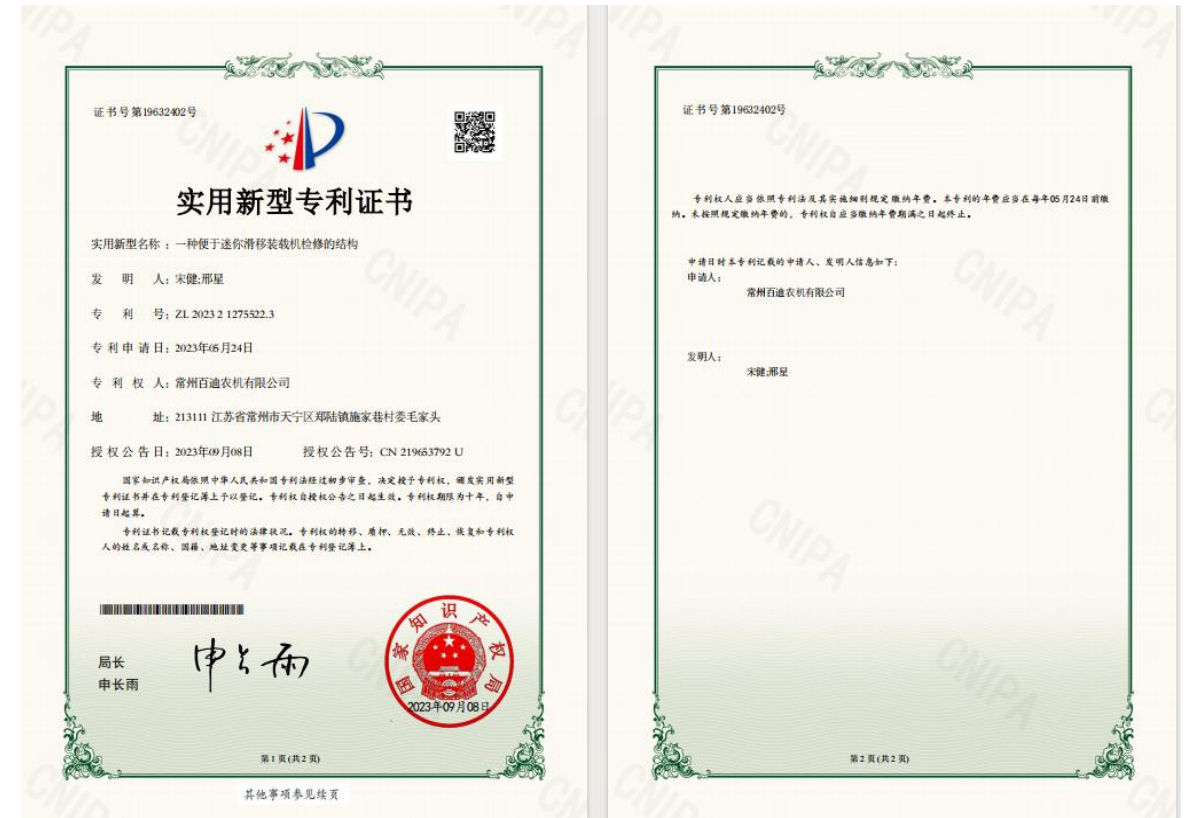 证书号第19632402号
实用新型专利证书
实用新型名称：一种便于迷你滑移装载机检修的结构
发明人：宋健;邢星
专利号：ZL 2023 2 1275522.3
专利申请日：2023年05月24日
专利权人：常州百迪农机有限公司
地址：213111 江苏省常州市天宁区郑陆镇施家巷村委毛家头
授权公告日：2023年09月08日 授权公告号：CN 219653792 U
国家知识产权局依照中华人民共和国专利法经过初步审查，决定授予专利权，颁发实用新型
专利证书并在专利登记簿上予以登记。专利权自授权公告之日起生效。专利权期限为十年，自申
请日起算。
专利证书记载专利权登记时的法律状况。专利权的转移、质押、无效、终止、恢复和专利权
人的姓名或名称、国籍、地址变更等事项记载在专利登记簿上。
局长
申长雨
申长雨
国家知识产权局
2023年09月08日
第1页(共2页)
其他事项参见续页
证书号第19632402号
专利权人应当依照专利法及其实施细则规定缴纳年费。本专利的年费应当在每年05月24日前缴
纳。未按照规定缴纳年费的，专利权自应当缴纳年费期满之日起终止。
申请日时本专利记载的申请人、发明人信息如下：
申请人：
常州百迪农机有限公司
发明人：
宋健;邢星
第2页(共2页)
CNIPA